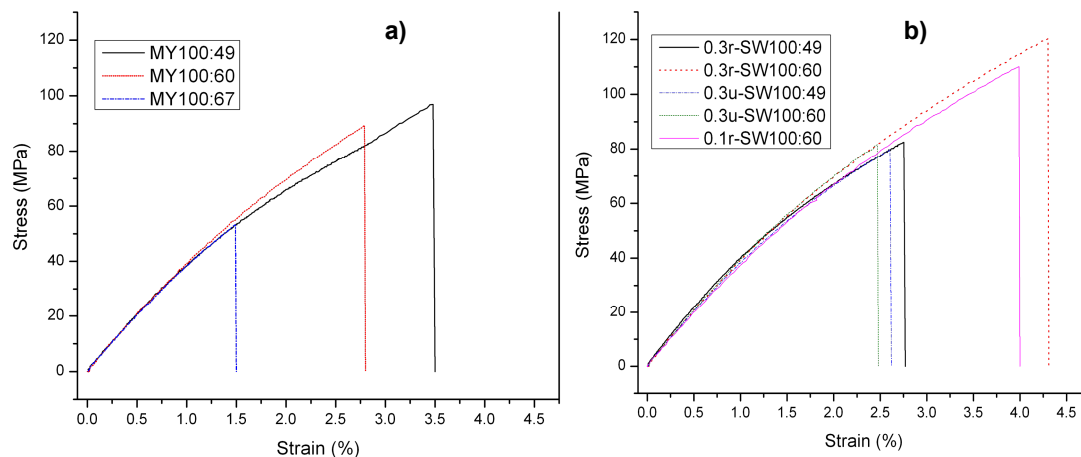 a)
MY100:49
MY100:60
MY100:67
120
100
80
60
40
20
0
Stress (MPa)
0.0 0.5 1.0 1.5 2.0 2.5 3.0 3.5 4.0 4.5
Strain (%)
b)
0.3r-SW100:49
0.3r-SW100:60
0.3u-SW100:49
0.3u-SW100:60
0.1r-SW100:60
120
100
80
60
40
20
0
Stress (MPa)
0.0 0.5 1.0 1.5 2.0 2.5 3.0 3.5 4.0 4.5
Strain (%)